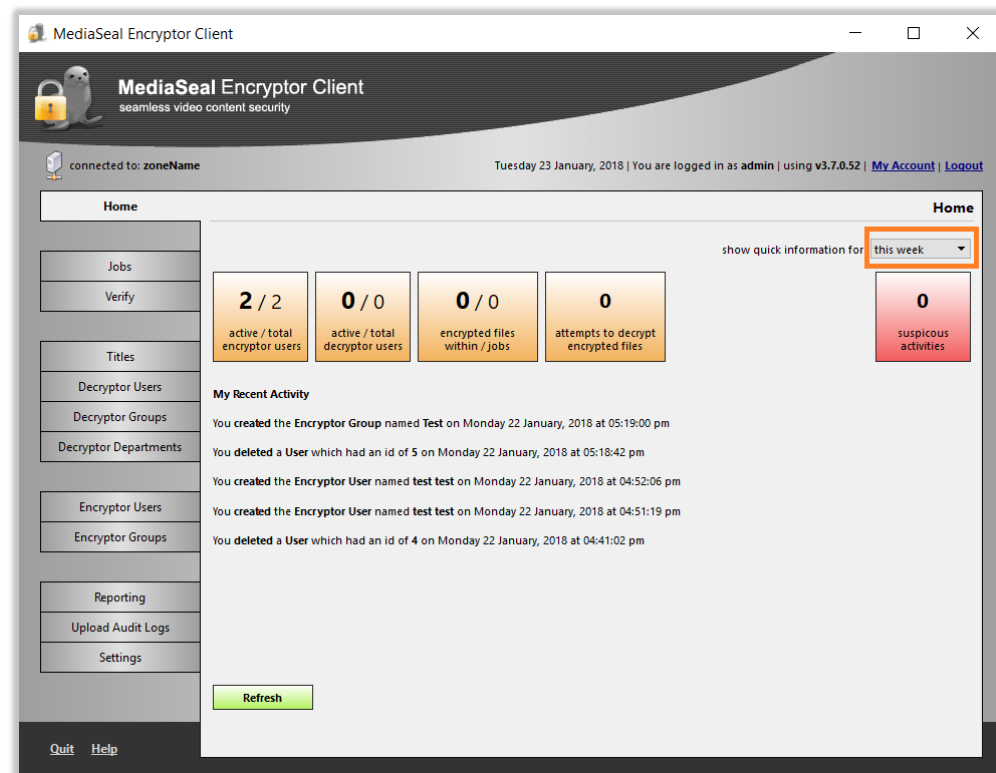 MediaSeal Encryptor Client
MediaSeal Encryptor Client
seamless video content security
connected to: zoneName
Tuesday 23 January, 2018 | You are logged in as admin | using v3.7.0.52 | My Account | Logout
Home
Home
show quick information for this week
Jobs
Verify
2 / 2
active / total
encryptor users
0 / 0
active / total
decryptor users
0 / 0
encrypted files
within / jobs
0
attempts to decrypt
encrypted files
0
suspicous
activities
Titles
Decryptor Users
Decryptor Groups
Decryptor Departments
Encryptor Users
Encryptor Groups
Reporting
Upload Audit Logs
Settings
My Recent Activity
You created the Encryptor Group named Test on Monday 22 January, 2018 at 05:19:00 pm
You deleted a User which had an id of 5 on Monday 22 January, 2018 at 05:18:42 pm
You created the Encryptor User named test test on Monday 22 January, 2018 at 04:52:06 pm
You created the Encryptor User named test test on Monday 22 January, 2018 at 04:51:19 pm
You deleted a User which had an id of 4 on Monday 22 January, 2018 at 04:41:02 pm
Refresh
Quit Help